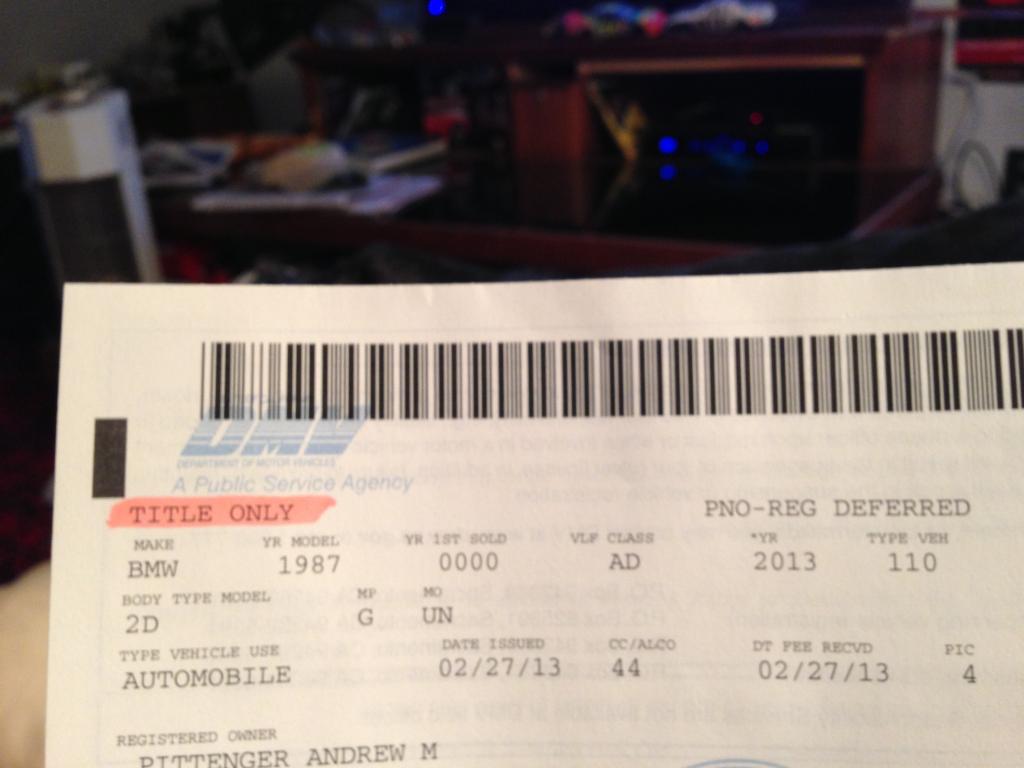 DMV
DEPARTMENT OF MOTOR VEHICLES
A Public Service Agency
TITLE ONLY PNO-REG DEFERRED
MAKE YR MODEL YR 1ST SOLD VLF CLASS *YR TYPE VEH
BMW 1987 0000 AD 2013 110
BODY TYPE MODEL MP MO
2D G UN
TYPE VEHICLE USE DATE ISSUED CC/ALCO DT FEE RECVD PIC
AUTOMOBILE 02/27/13 44 02/27/13 4
REGISTERED OWNER
PITTENGER ANDREW M